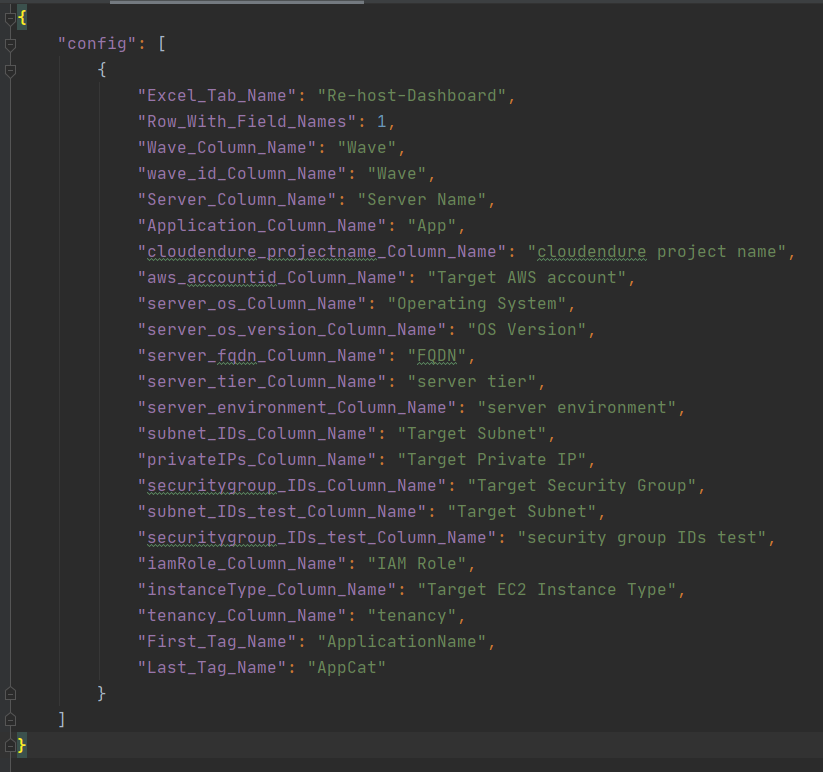 {
"config": [
{
"Excel_Tab_Name": "Re-host-Dashboard",
"Row_With_Field_Names": 1,
"Wave_Column_Name": "Wave",
"wave_id_Column_Name": "Wave",
"Server_Column_Name": "Server Name",
"Application_Column_Name": "App",
"cloudendure_projectname_Column_Name": "cloudendure project name",
"aws_accountid_Column_Name": "Target AWS account",
"server_os_Column_Name": "Operating System",
"server_os_version_Column_Name": "OS Version",
"server_fqdn_Column_Name": "FQDN",
"server_tier_Column_Name": "server tier",
"server_environment_Column_Name": "server environment",
"subnet_IDs_Column_Name": "Target Subnet",
"privateIPs_Column_Name": "Target Private IP",
"securitygroup_IDs_Column_Name": "Target Security Group",
"subnet_IDs_test_Column_Name": "Target Subnet",
"securitygroup_IDs_test_Column_Name": "security group IDs test",
"iamRole_Column_Name": "IAM Role",
"instanceType_Column_Name": "Target EC2 Instance Type",
"tenancy_Column_Name": "tenancy",
"First_Tag_Name": "ApplicationName",
"Last_Tag_Name": "AppCat"
}
]
}